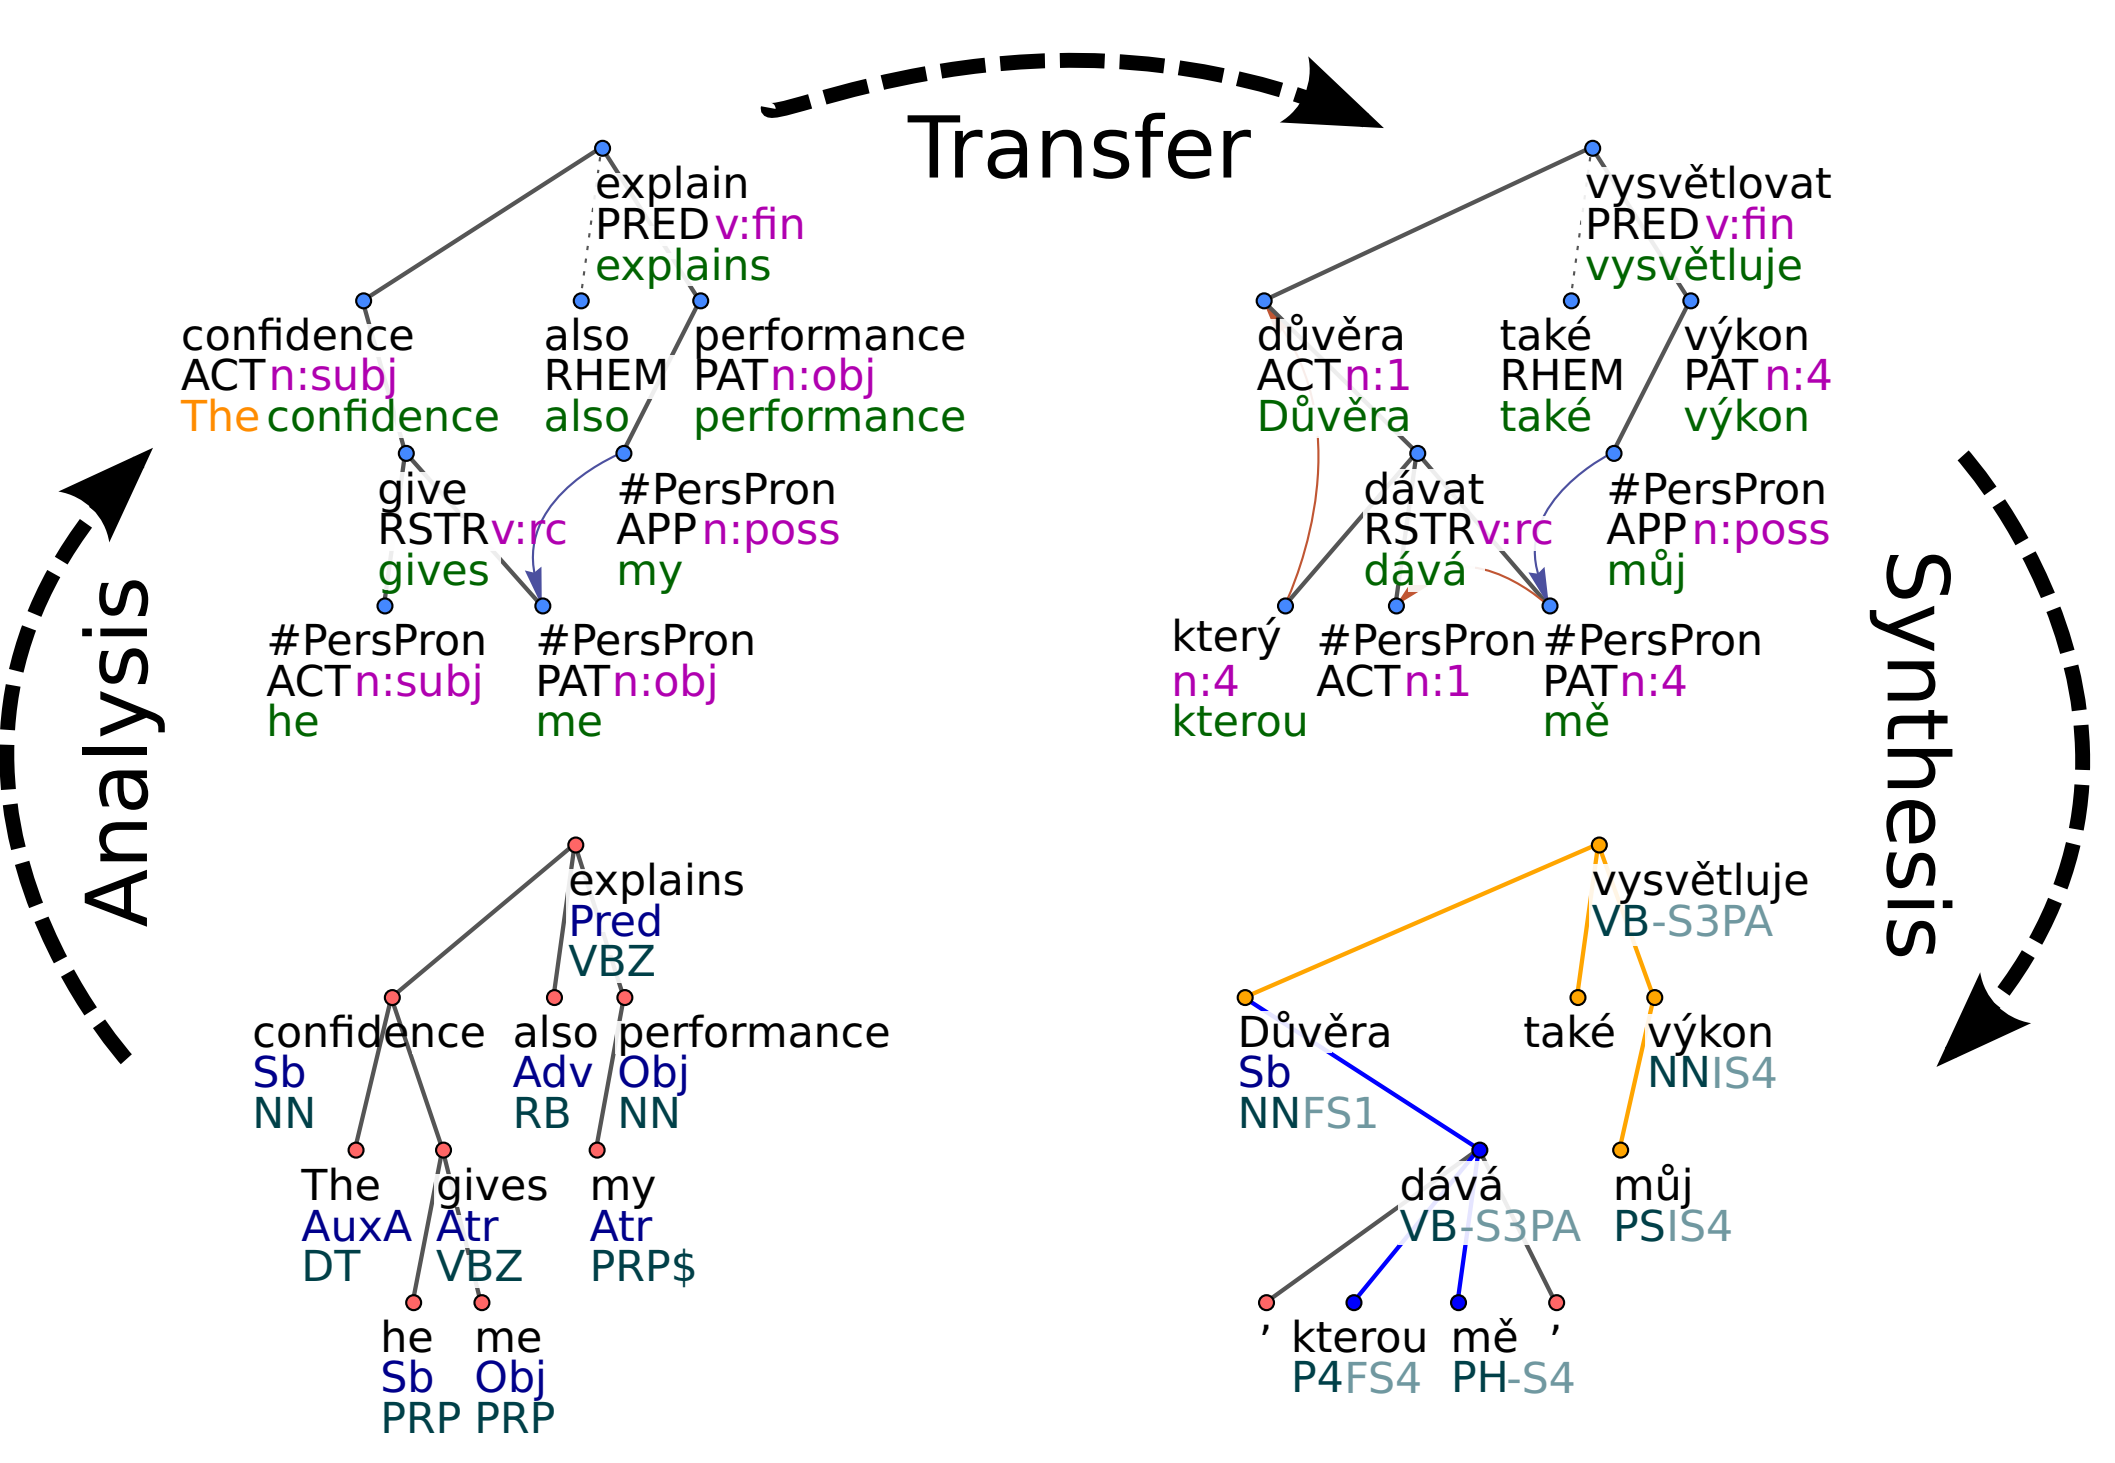 Transfer
Analysis
Synthesis
explain
PRED v:fin
explains
confidence
ACT n:subj
The confidence
also
RHEM
also
performance
PAT n:obj
performance
give
RSTR v:rc
gives
#PersPron
APP n:poss
my
#PersPron
ACT n:subj
he
#PersPron
PAT n:obj
me
vysvětlovat
PRED v:fin
vysvětluje
důvěra
ACT n:1
Důvěra
také
RHEM
také
výkon
PAT n:4
výkon
dávat
RSTR v:rc
dává
#PersPron
APP n:poss
můj
který
n:4
kterou
#PersPron
ACT n:1
#PersPron
PAT n:4
mě
explains
Pred
VBZ
confidence
Sb
NN
also
Adv
RB
performance
Obj
NN
The
AuxA
DT
gives
Atr
VBZ
my
Atr
PRP$
he
Sb
PRP
me
Obj
PRP
vysvětluje
VB-S3PA
Důvěra
Sb
NNFS1
také
výkon
NNIS4
dává
VB-S3PA
můj
PSIS4
,
kterou
P4FS4
mě
PH-S4
,